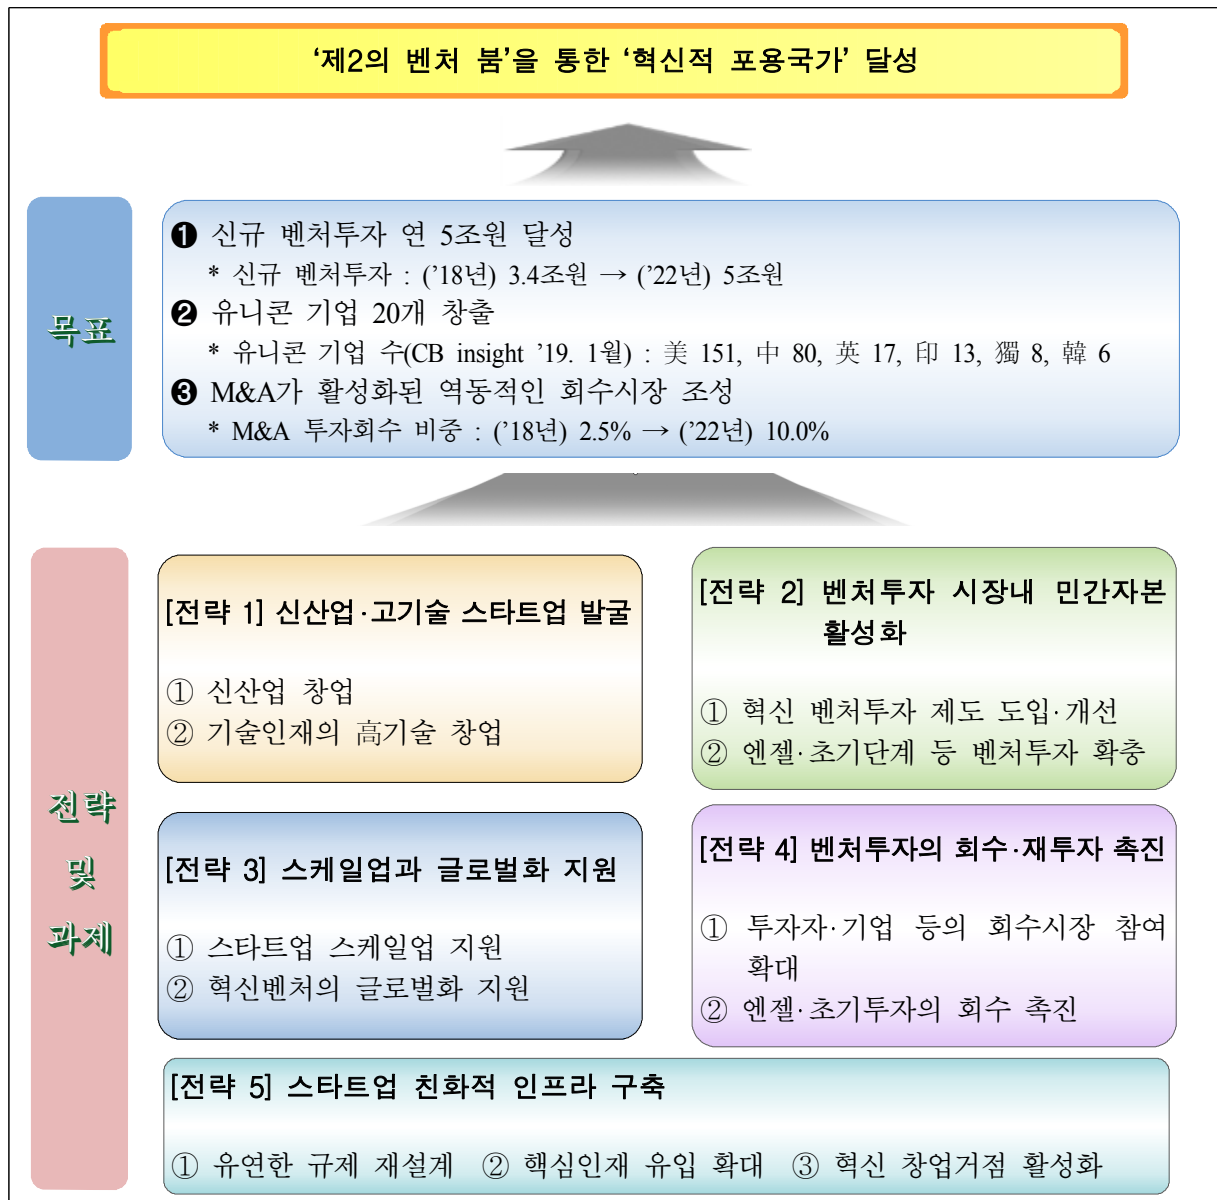 ‘제2의 벤처 붐’을 통한 ‘혁신적 포용국가’ 달성
목표
❶ 신규 벤처투자 연 5조원 달성
* 신규 벤처투자 : (’18년) 3.4조원 → (’22년) 5조원
❷ 유니콘 기업 20개 창출
* 유니콘 기업 수(CB insight ’19. 1월) : 美 151, 中 80, 英 17, 印 13, 獨 8, 韓 6
❸ M&A가 활성화된 역동적인 회수시장 조성
* M&A 투자회수 비중 : (’18년) 2.5% → (’22년) 10.0%
전략
및
과제
[전략 1] 신산업·고기술 스타트업 발굴
① 신산업 창업
② 기술인재의 高기술 창업
[전략 2] 벤처투자 시장내 민간자본
활성화
① 혁신 벤처투자 제도 도입·개선
② 엔젤·초기단계 등 벤처투자 확충
[전략 3] 스케일업과 글로벌화 지원
① 스타트업 스케일업 지원
② 혁신벤처의 글로벌화 지원
[전략 4] 벤처투자의 회수·재투자 촉진
① 투자자·기업 등의 회수시장 참여
확대
② 엔젤·초기투자의 회수 촉진
[전략 5] 스타트업 친화적 인프라 구축
① 유연한 규제 재설계 ② 핵심인재 유입 확대 ③ 혁신 창업거점 활성화